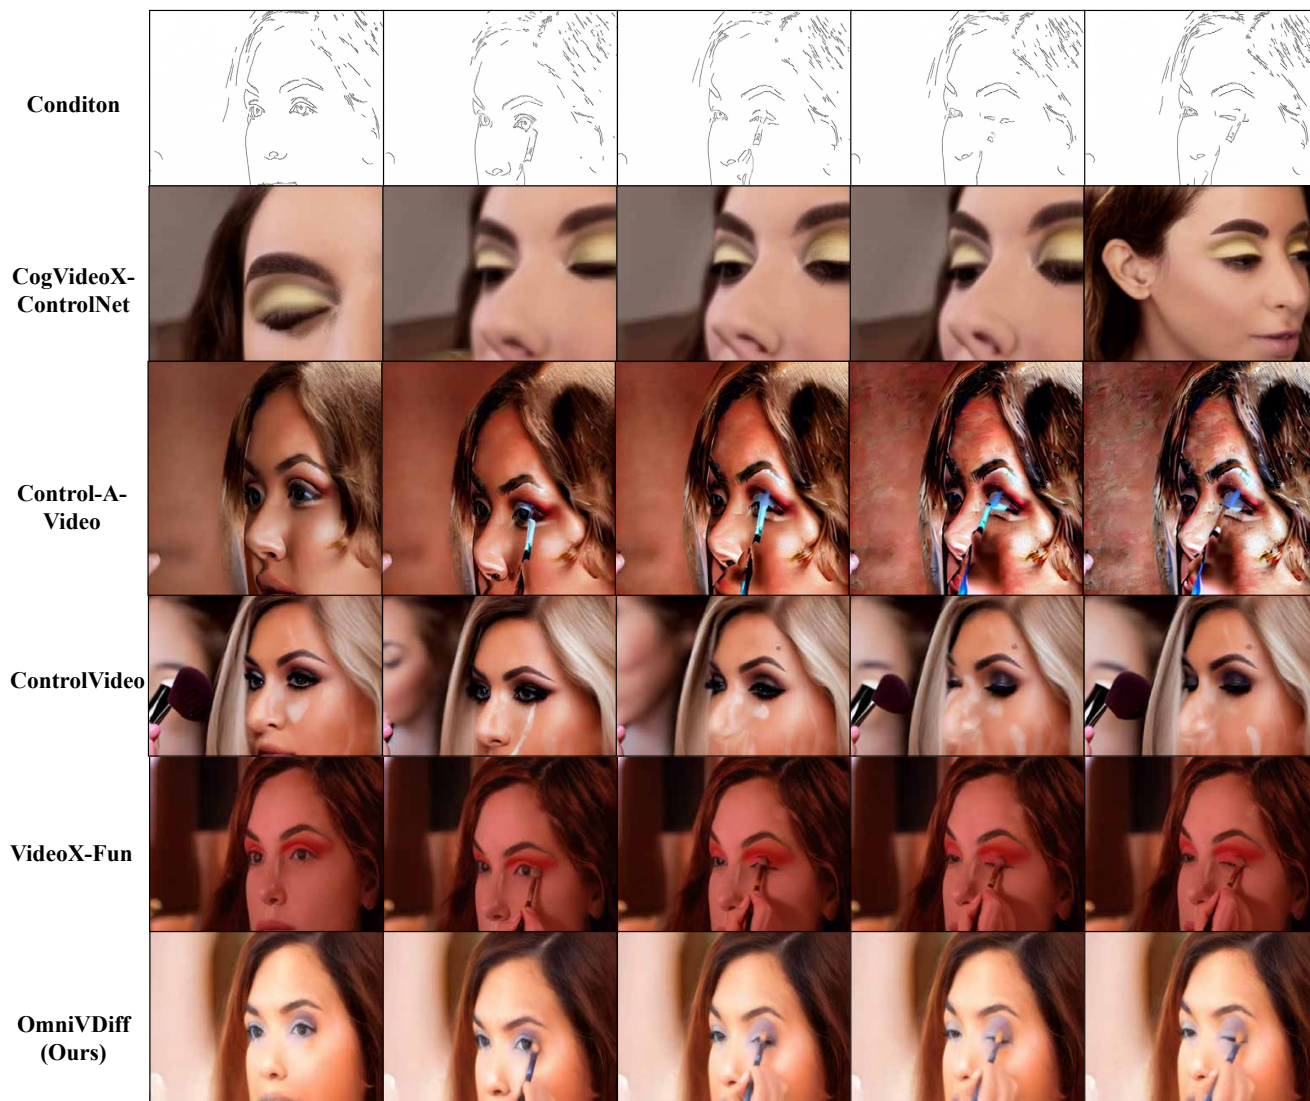 Conditon
CogVideoX-
ControlNet
Control-A-
Video
ControlVideo
VideoX-Fun
OmniVDiff
(Ours)